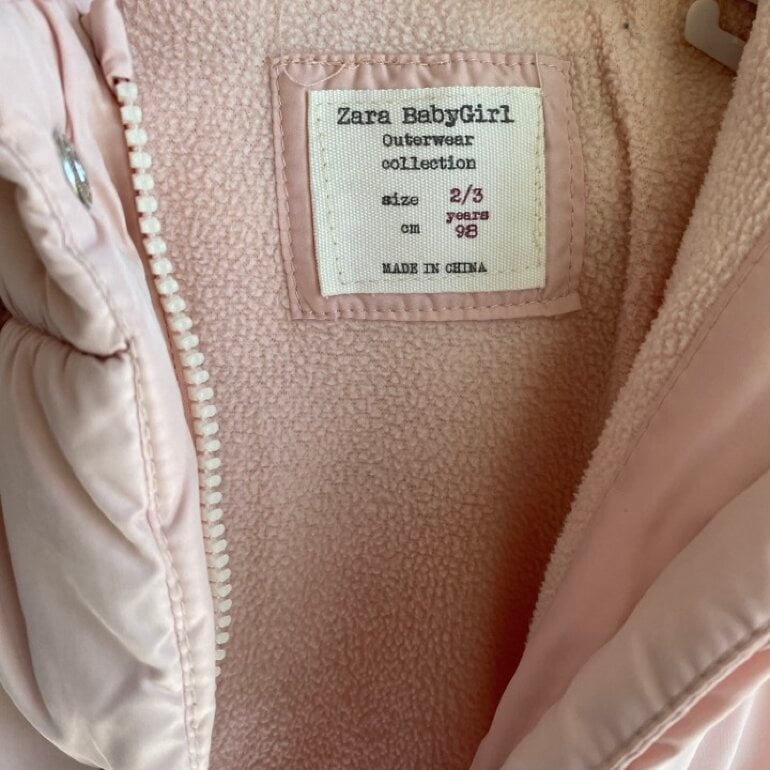 Zara BabyGirl
Outerwear
collection
size 2/3
years
cm 98
MADE IN CHINA